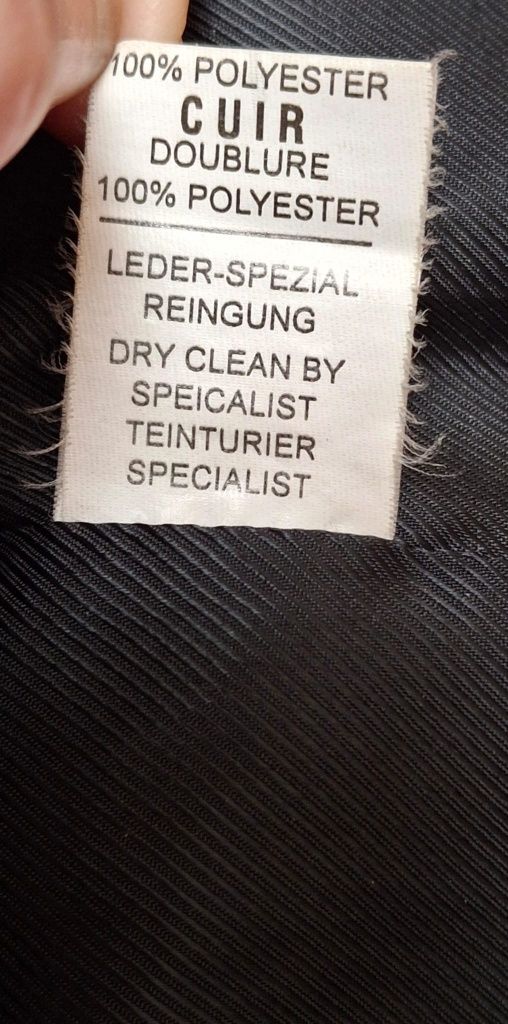 100% POLYESTER
CUIR
DOUBLURE
100% POLYESTER
LEDER-SPEZIAL
REINGUNG
DRY CLEAN BY
SPEICALIST
TEINTURIER
SPECIALIST